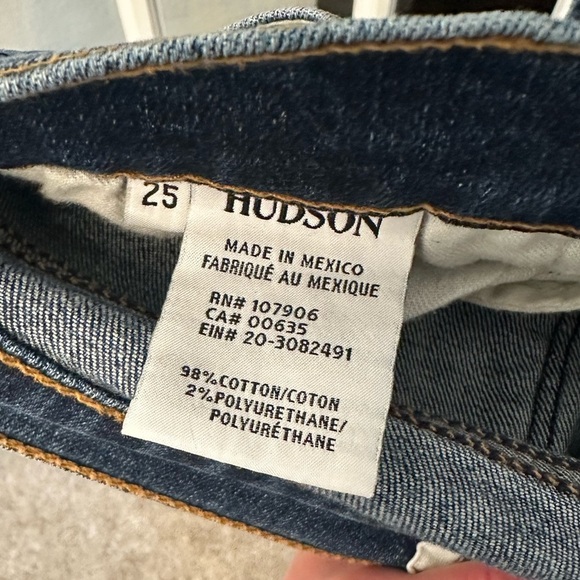 25
HUDSON
MADE IN MEXICO
FABRIQUÉ AU MEXIQUE
RN# 107906
CA# 00635
EIN# 20-3082491
98%COTTON/COTON
2%POLYURETHANE/
POLYURÉTHANE